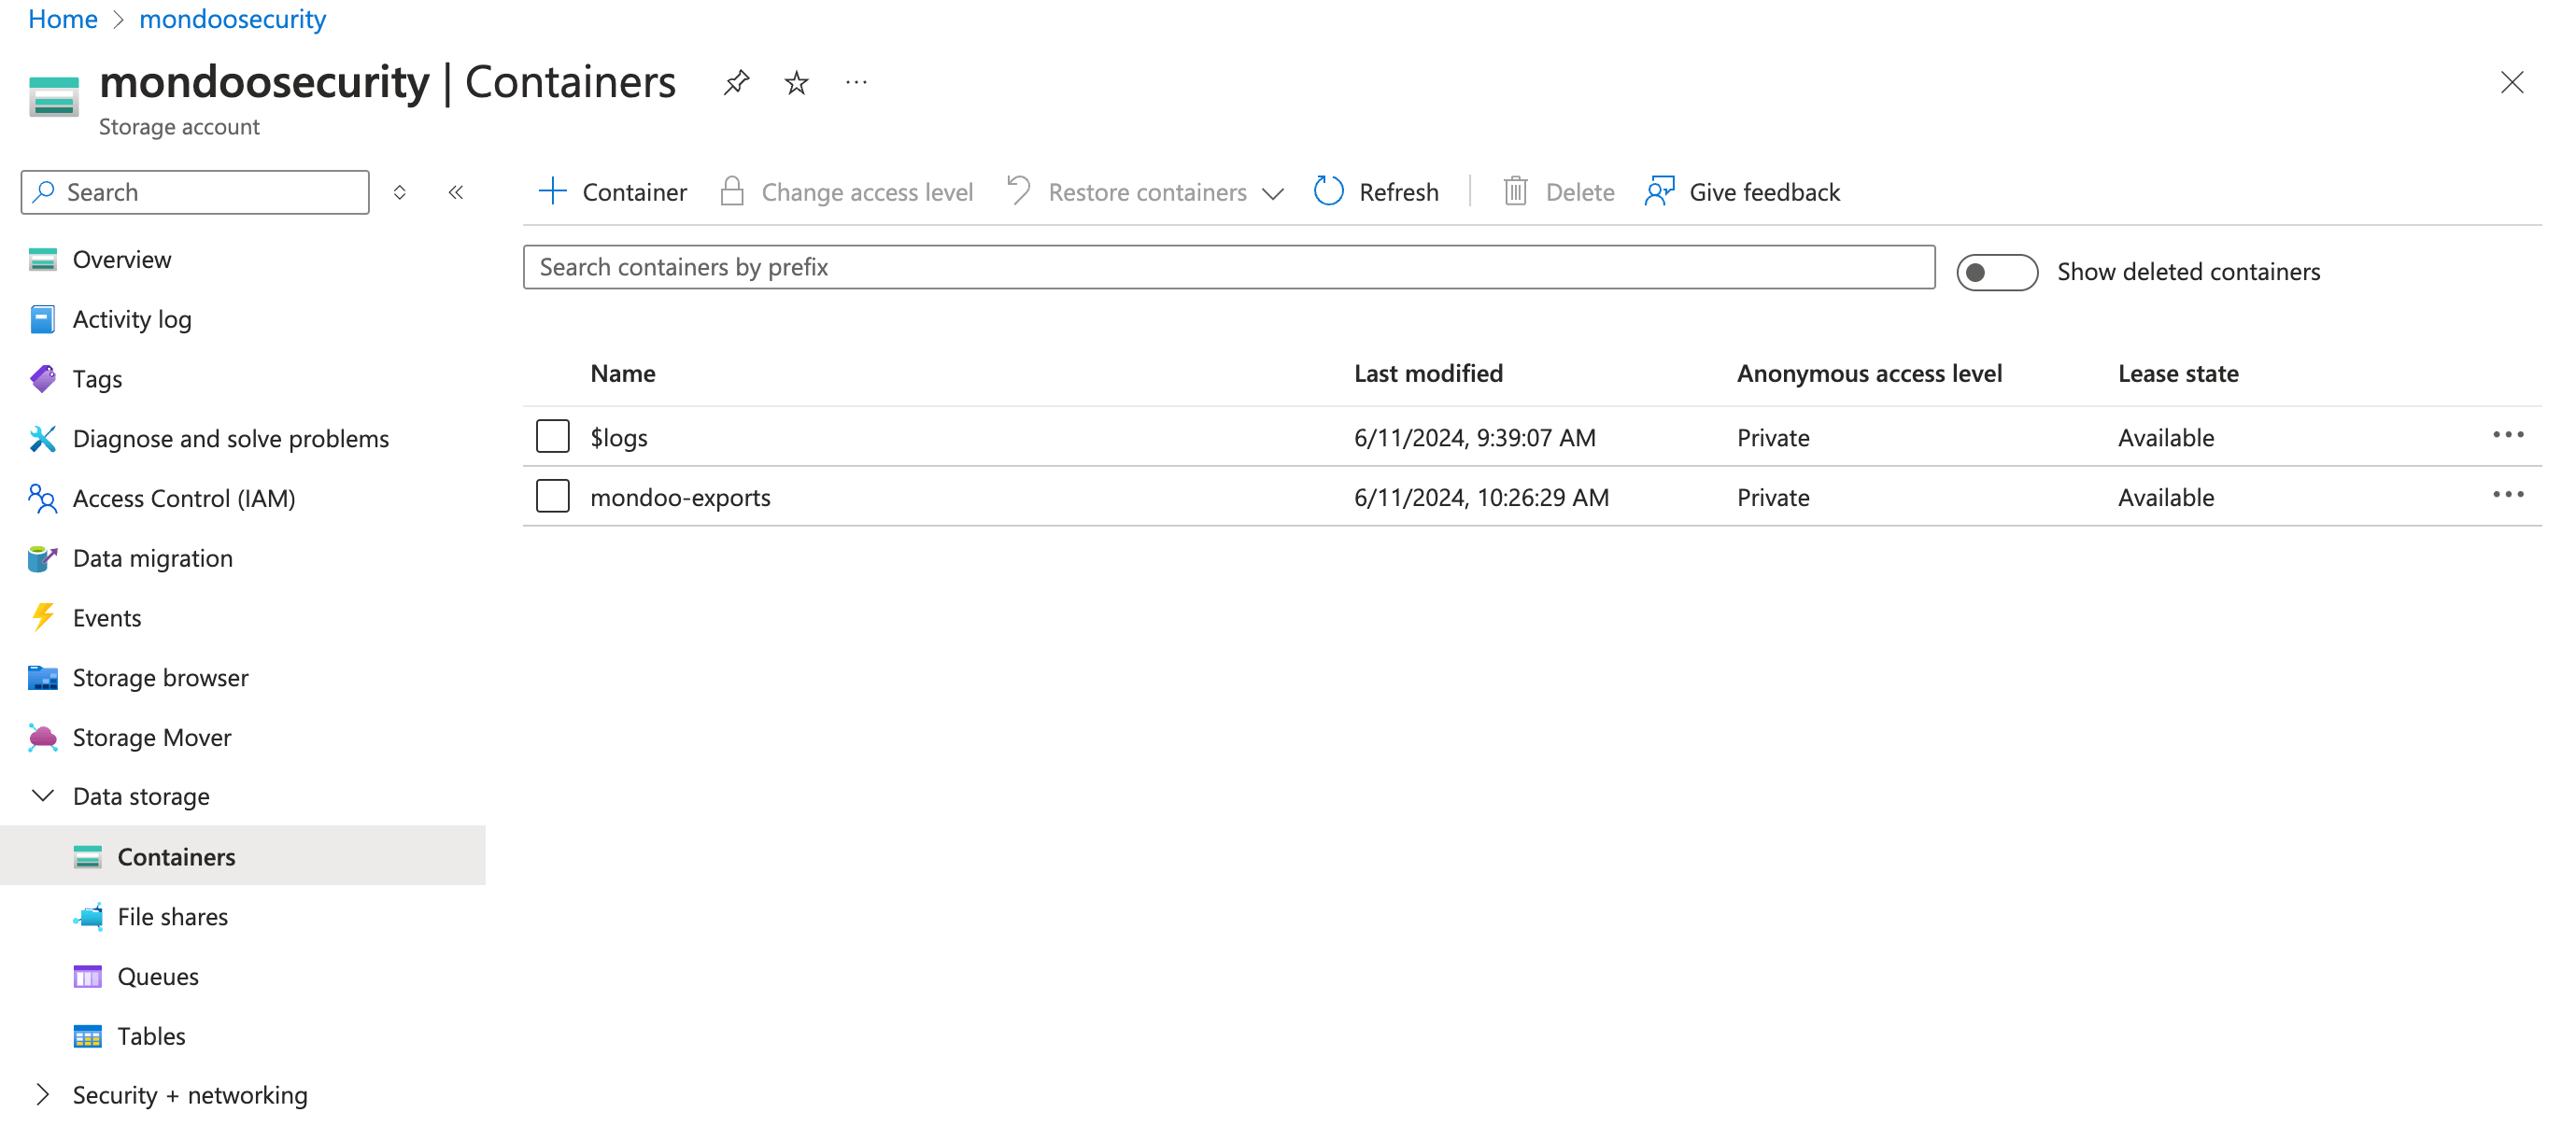 Home > mondoosecurity
mondoosecurity | Containers
Storage account
Search
Container Change access level Restore containers Refresh Delete Give feedback
Search containers by prefix
Show deleted containers
Overview
Activity log
Tags
Diagnose and solve problems
Access Control (IAM)
Data migration
Events
Storage browser
Storage Mover
Data storage
Containers
File shares
Queues
Tables
Security + networking
Name Last modified Anonymous access level Lease state
$logs 6/11/2024, 9:39:07 AM Private Available
mondoo-exports 6/11/2024, 10:26:29 AM Private Available